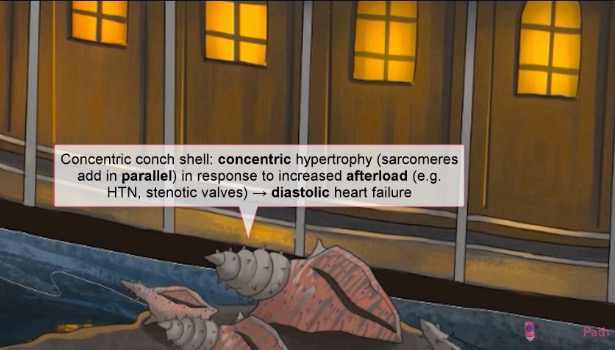 Concentric conch shell: concentric hypertrophy (sarcomeres
add in parallel) in response to increased afterload (e.g.
HTN, stenotic valves) → diastolic heart failure
Path